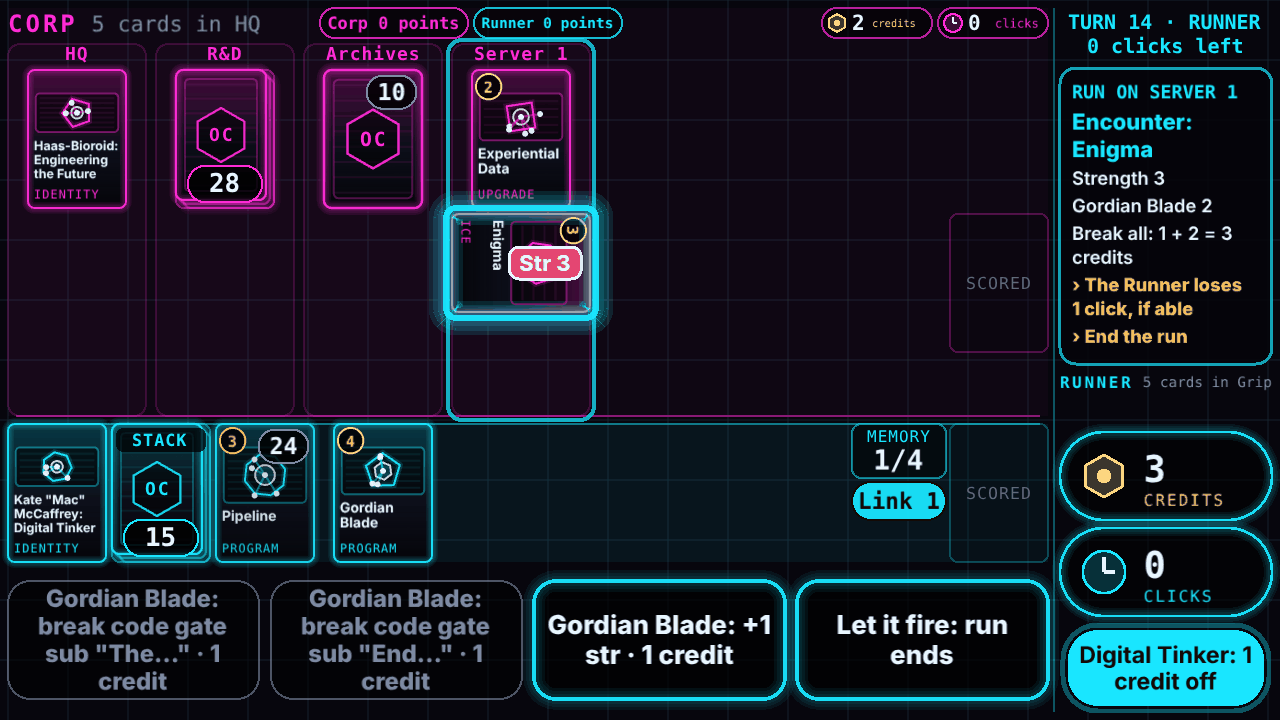 CORP 5 cards in HQ
Corp 0 points
Runner 0 points
2 credits
0 clicks
TURN 14 · RUNNER
0 clicks left
HQ
R&D
Archives
Server 1
Haas-Bioroid:
Engineering
the Future
IDENTITY
OC
28
10
OC
2
Experiential
Data
UPGRADE
ICE
Enigma
3
Str 3
SCORED
RUN ON SERVER 1
Encounter:
Enigma
Strength 3
Gordian Blade 2
Break all: 1 + 2 = 3
credits
› The Runner loses
1 click, if able
› End the run
RUNNER 5 cards in Grip
Kate "Mac"
McCaffrey:
Digital Tinker
IDENTITY
STACK
OC
15
3
24
Pipeline
PROGRAM
4
Gordian
Blade
PROGRAM
MEMORY
1/4
Link 1
SCORED
3
CREDITS
0
CLICKS
Gordian Blade:
break code gate
sub "The…" · 1
credit
Gordian Blade:
break code gate
sub "End…" · 1
credit
Gordian Blade: +1
str · 1 credit
Let it fire: run
ends
Digital Tinker: 1
credit off